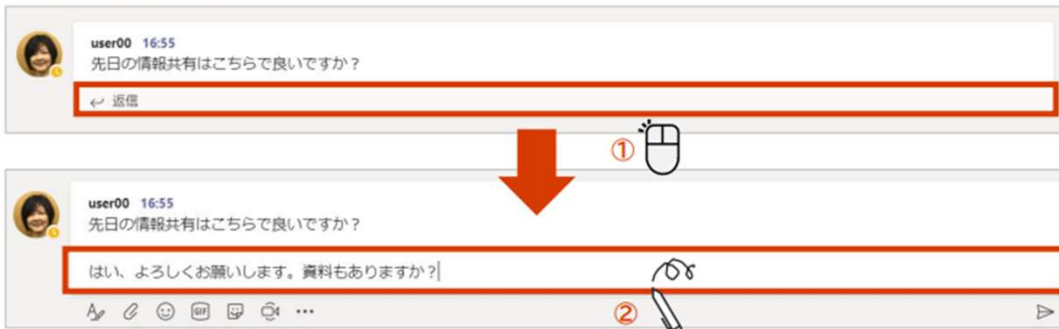 user00 16:55
先日の情報共有はこちらで良いですか？
返信
①
user00 16:55
先日の情報共有はこちらで良いですか？
はい、よろしくお願いします。資料もありますか？
GIF
②